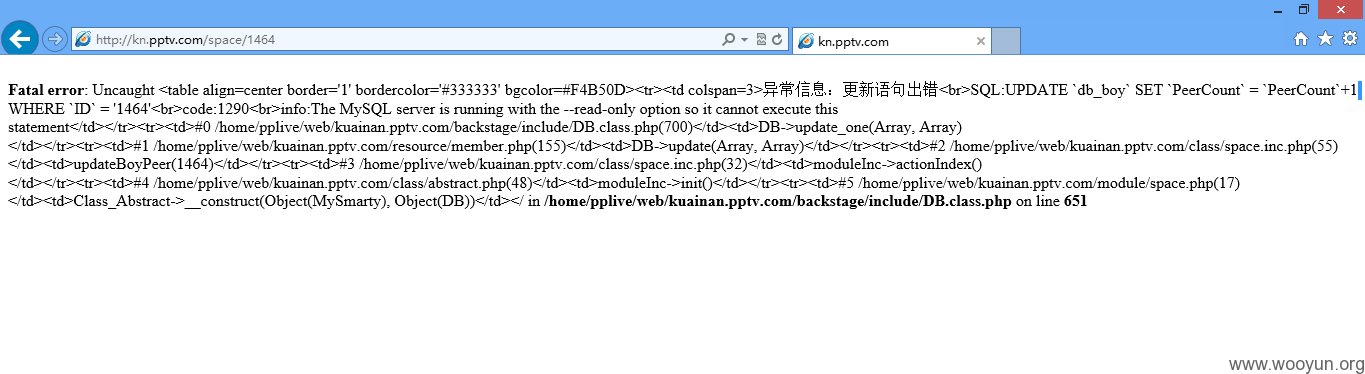 http://kn.pptv.com/space/1464
kn.pptv.com
Fatal error: Uncaught <table align=center border='1' bordercolor='#333333' bgcolor=#F4B50D><tr><td colspan=3>异常信息：更新语句出错<br>SQL:UPDATE `db_boy` SET `PeerCount` = `PeerCount`+1
WHERE `ID` = '1464'<br>code:1290<br>info:The MySQL server is running with the --read-only option so it cannot execute this
statement</td></tr><tr><td>#0 /home/pplive/web/kuainan.pptv.com/backstage/include/DB.class.php(700)</td><td>DB->update_one(Array, Array)
</td></tr><tr><td>#1 /home/pplive/web/kuainan.pptv.com/resource/member.php(155)</td><td>DB->update(Array, Array)</td></tr><tr><td>#2 /home/pplive/web/kuainan.pptv.com/class/space.inc.php(55)
</td><td>updateBoyPeer(1464)</td></tr><tr><td>#3 /home/pplive/web/kuainan.pptv.com/class/space.inc.php(32)</td><td>moduleInc->actionIndex()
</td></tr><tr><td>#4 /home/pplive/web/kuainan.pptv.com/class/abstract.php(48)</td><td>moduleInc->init()</td></tr><tr><td>#5 /home/pplive/web/kuainan.pptv.com/module/space.php(17)
</td><td>Class_Abstract->__construct(Object(MySmarty), Object(DB))</td></ in /home/pplive/web/kuainan.pptv.com/backstage/include/DB.class.php on line 651
www.wooyun.org